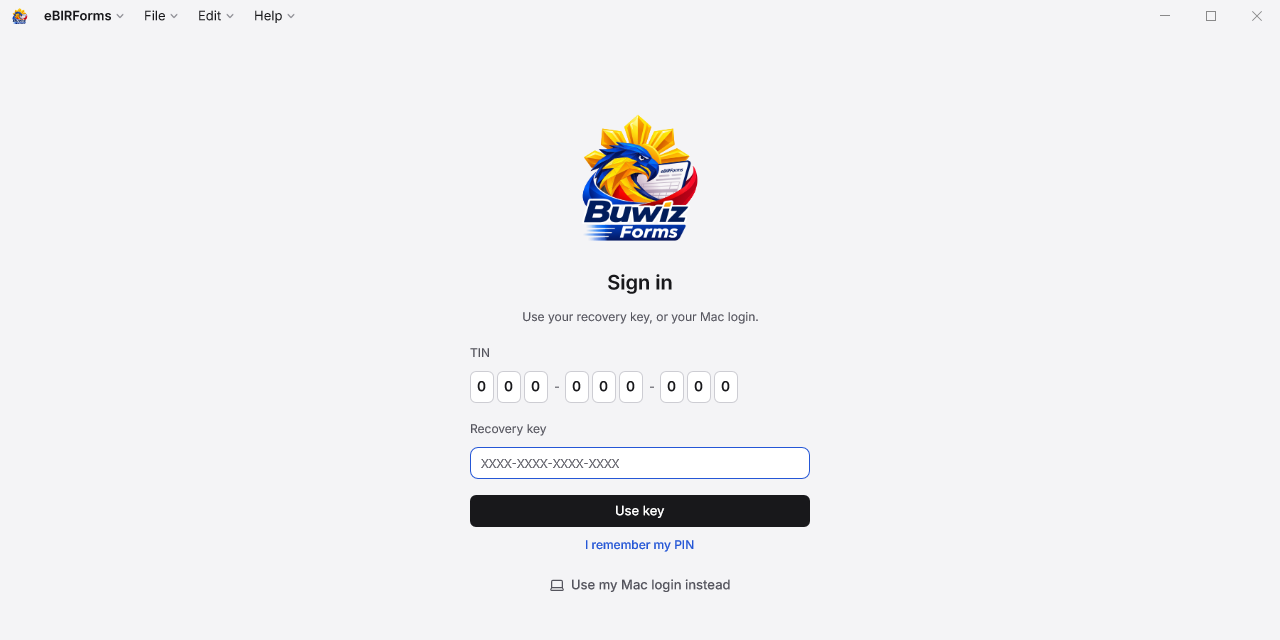 eBIRForms File Edit Help
eBIRForms
Buwiz
Forms
Sign in
Use your recovery key, or your Mac login.
TIN
0 0 0 - 0 0 0 - 0 0 0
Recovery key
XXXX-XXXX-XXXX-XXXX
Use key
I remember my PIN
Use my Mac login instead